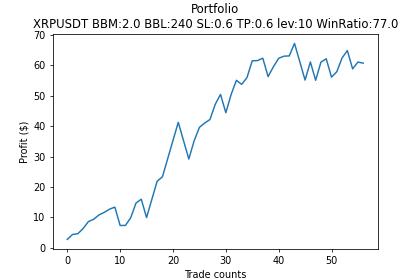 Portfolio
XRPUSDT BBM:2.0 BBL:240 SL:0.6 TP:0.6 lev:10 WinRatio:77.0
70
60
50
40
30
20
10
0
Profit ($)
0 10 20 30 40 50
Trade counts